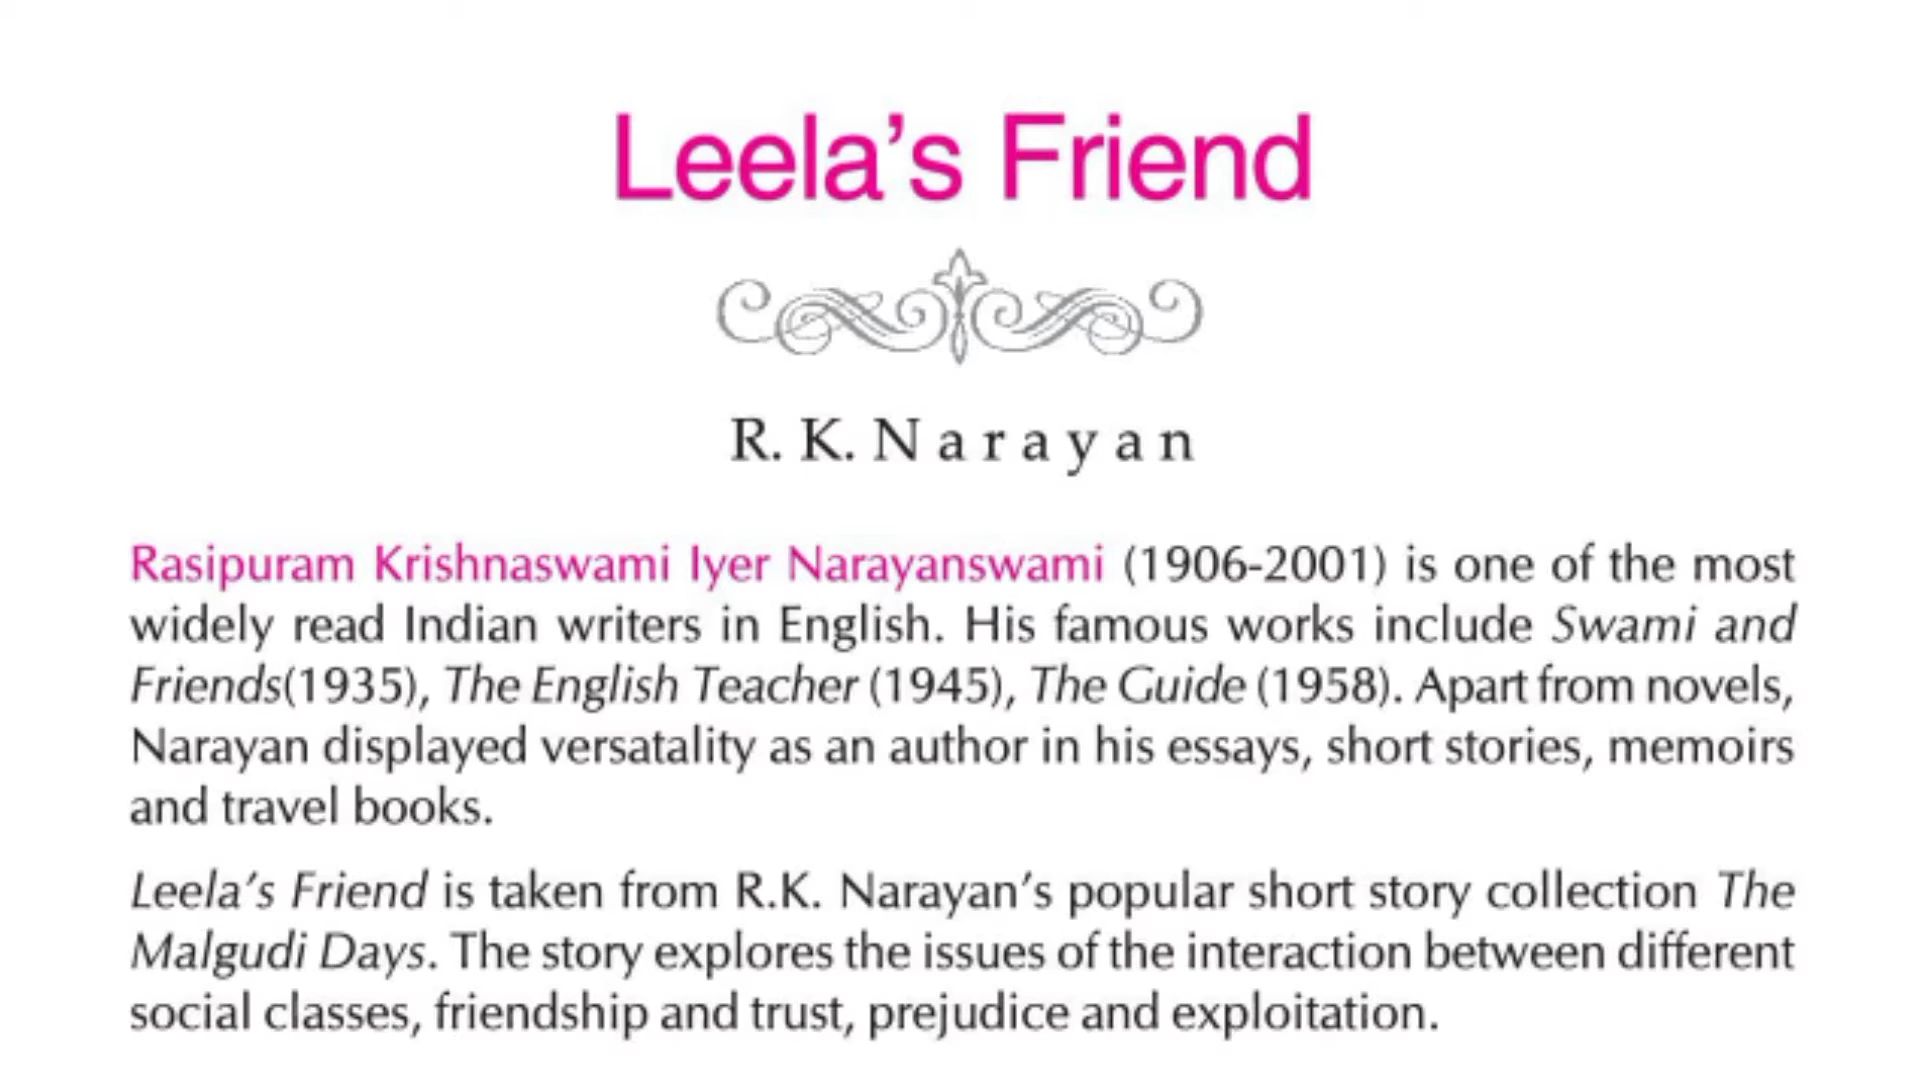 Leela’s Friend
R. K. Narayan
Rasipuram Krishnaswami Iyer Narayanswami (1906-2001) is one of the most
widely read Indian writers in English. His famous works include Swami and
Friends(1935), The English Teacher (1945), The Guide (1958). Apart from novels,
Narayan displayed versatality as an author in his essays, short stories, memoirs
and travel books.
Leela’s Friend is taken from R.K. Narayan’s popular short story collection The
Malgudi Days. The story explores the issues of the interaction between different
social classes, friendship and trust, prejudice and exploitation.